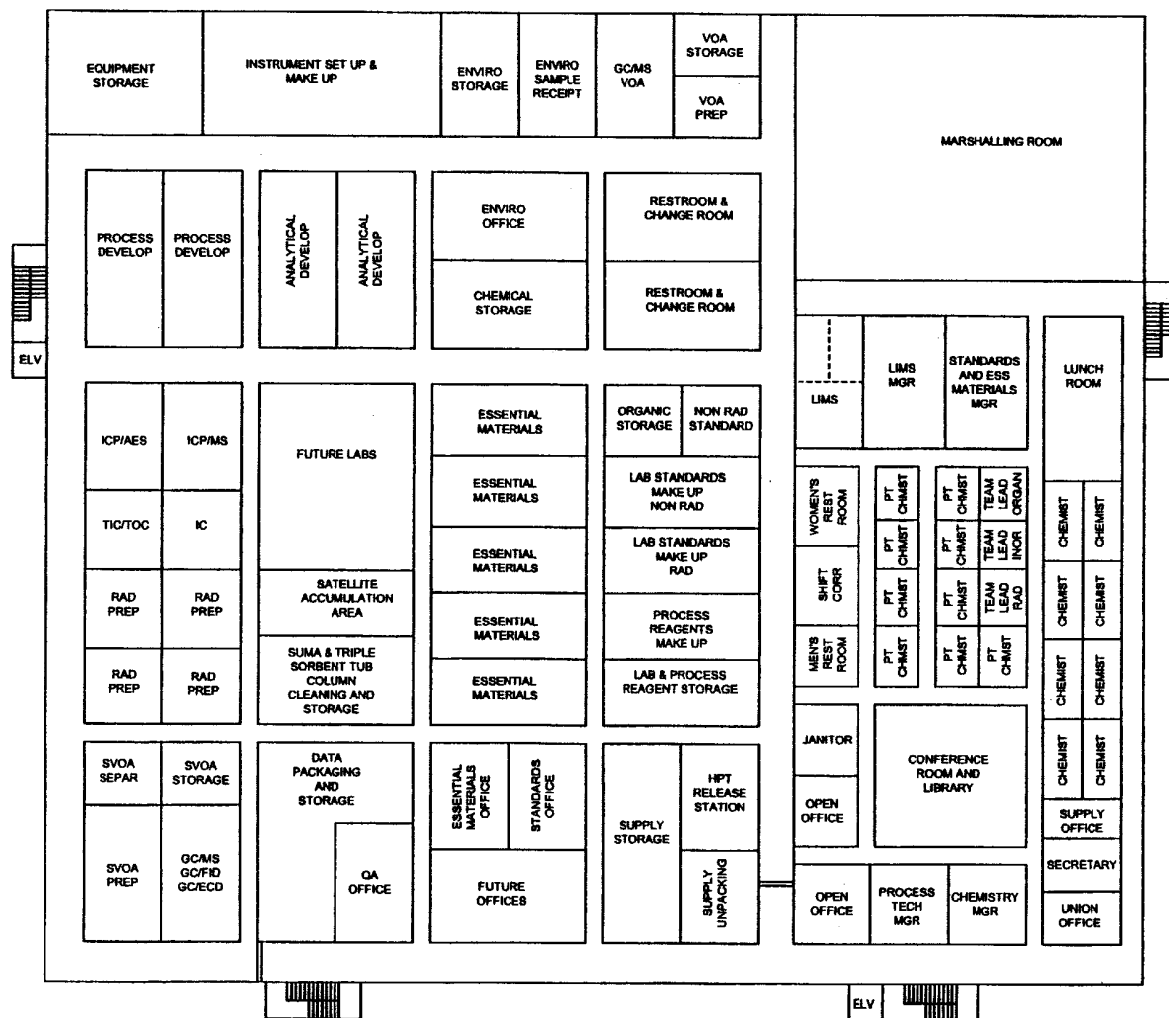 EQUIPMENT
STORAGE
INSTRUMENT SET UP &
MAKE UP
ENVIRO
STORAGE
ENVIRO
SAMPLE
RECEIPT
GC/MS
VOA
VOA
STORAGE
VOA
PREP
MARSHALLING ROOM
PROCESS
DEVELOP
PROCESS
DEVELOP
ANALYTICAL
DEVELOP
ANALYTICAL
DEVELOP
ENVIRO
OFFICE
CHEMICAL
STORAGE
RESTROOM &
CHANGE ROOM
RESTROOM &
CHANGE ROOM
ELV
LIMS
LIMS
MGR
STANDARDS
AND ESS
MATERIALS
MGR
LUNCH
ROOM
ICP/AES
ICP/MS
TIC/TOC
IC
RAD
PREP
RAD
PREP
RAD
PREP
RAD
PREP
FUTURE LABS
SATELLITE
ACCUMULATION
AREA
SUMA & TRIPLE
SORBENT TUB
COLUMN
CLEANING AND
STORAGE
ESSENTIAL
MATERIALS
ESSENTIAL
MATERIALS
ESSENTIAL
MATERIALS
ESSENTIAL
MATERIALS
ESSENTIAL
MATERIALS
ORGANIC
STORAGE
NON RAD
STANDARD
LAB STANDARDS
MAKE UP
NON RAD
LAB STANDARDS
MAKE UP
RAD
PROCESS
REAGENTS
MAKE UP
LAB & PROCESS
REAGENT STORAGE
WOMEN'S
REST
ROOM
SHIFT
CORR
MEN'S
REST
ROOM
PT
CHMST
PT
CHMST
PT
CHMST
PT
CHMST
PT
CHMST
PT
CHMST
PT
CHMST
PT
CHMST
TEAM
LEAD
ORGAN
TEAM
LEAD
INOR
TEAM
LEAD
RAD
PT
CHMST
CHEMIST
CHEMIST
CHEMIST
CHEMIST
CHEMIST
CHEMIST
CHEMIST
CHEMIST
SVOA
SEPAR
SVOA
STORAGE
SVOA
PREP
GC/MS
GC/FID
GC/ECD
DATA
PACKAGING
AND
STORAGE
QA
OFFICE
ESSENTIAL
MATERIALS
OFFICE
STANDARDS
OFFICE
FUTURE
OFFICES
SUPPLY
STORAGE
HPT
RELEASE
STATION
SUPPLY
UNPACKING
JANITOR
OPEN
OFFICE
CONFERENCE
ROOM AND
LIBRARY
OPEN
OFFICE
PROCESS
TECH
MGR
CHEMISTRY
MGR
SUPPLY
OFFICE
SECRETARY
UNION
OFFICE
ELV